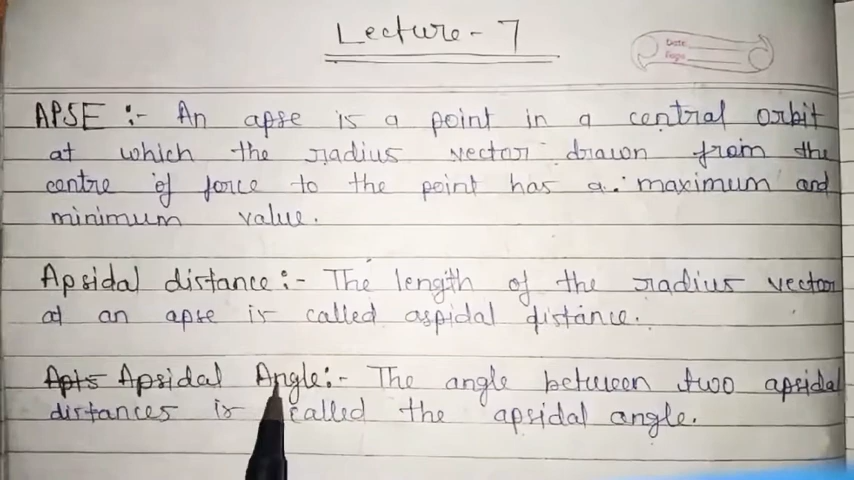 Lecture - 7
Date
Page
APSE :- An apse is a point in a central orbit
at which the radius vector drawn from the
centre of force to the point has a maximum and
minimum value.
Apsidal distance :- The length of the radius vector
at an apse is called aspidal distance.
Apts Apsidal Angle :- The angle between two apsidal
distances is called the apsidal angle.